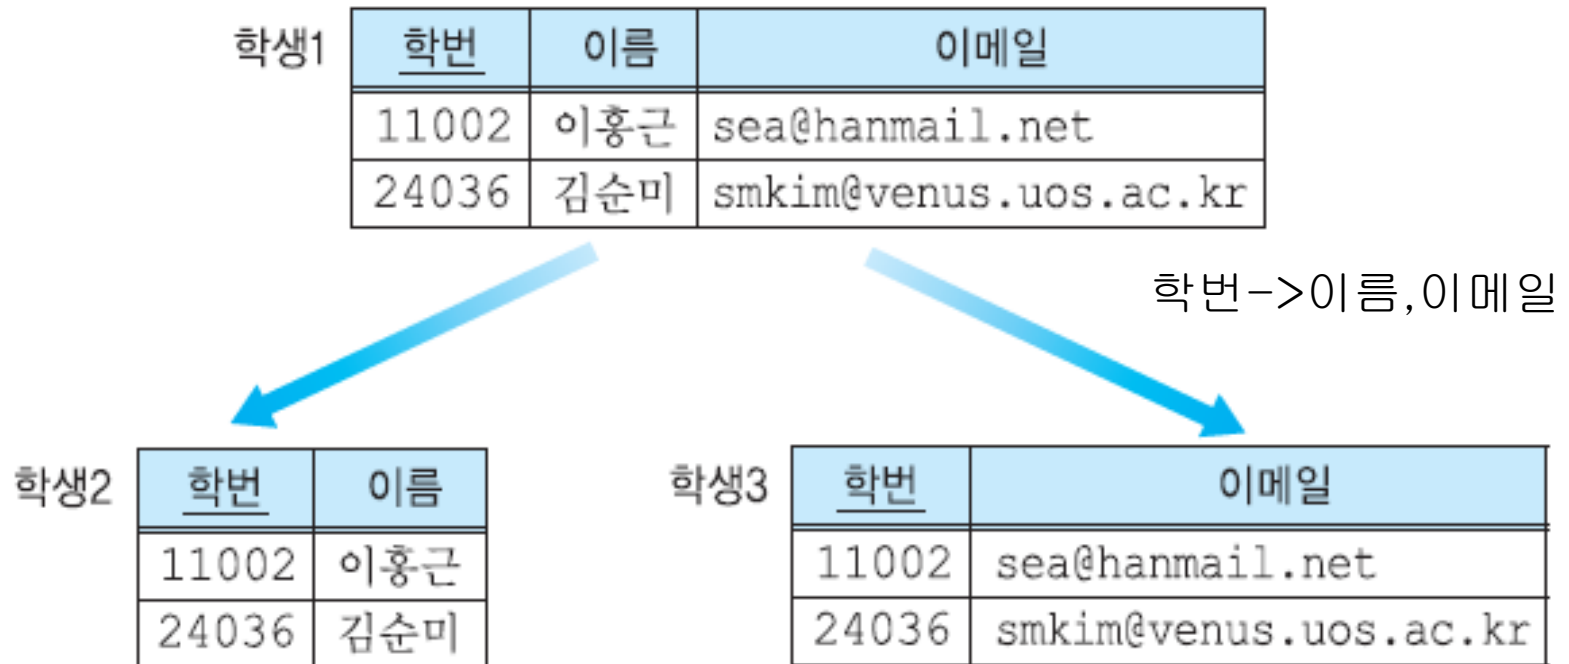 학생1 학번 이름 이메일
11002 이홍근 sea@hanmail.net
24036 김순미 smkim@venus.uos.ac.kr
학번->이름,이메일
학생2 학번 이름
11002 이홍근
24036 김순미
학생3 학번 이메일
11002 sea@hanmail.net
24036 smkim@venus.uos.ac.kr